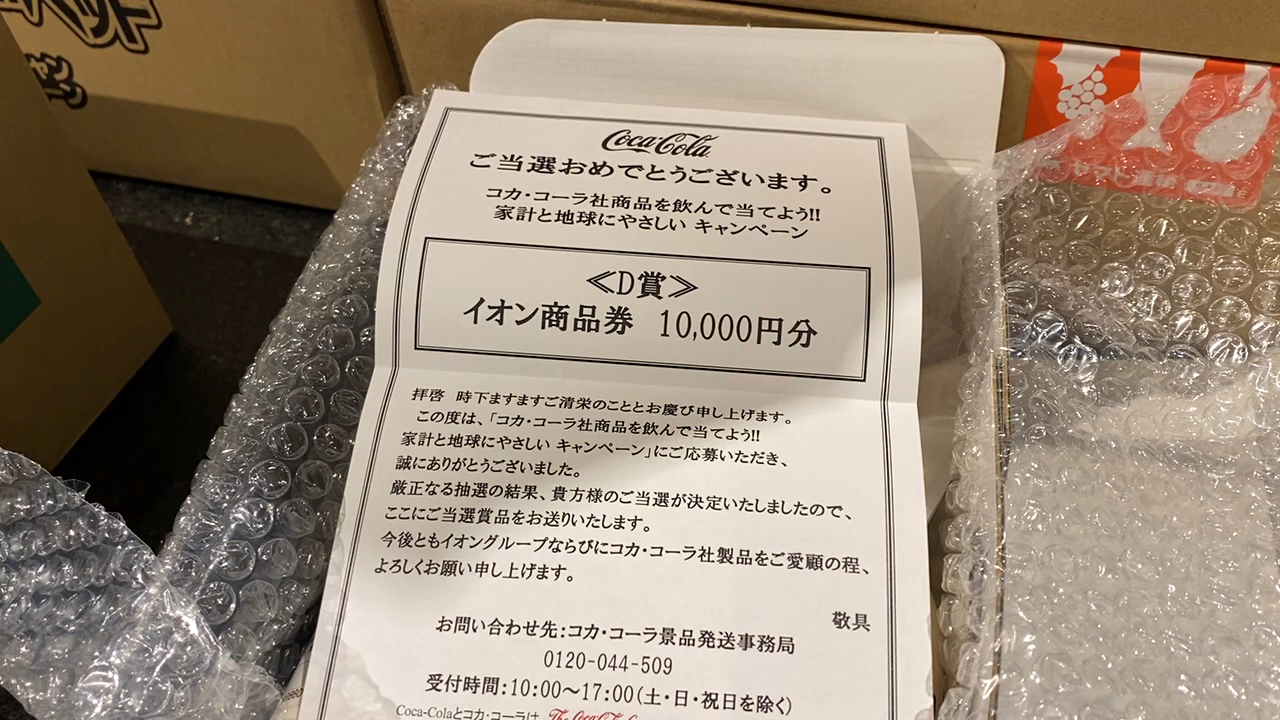 Coca-Cola
ご当選おめでとうございます。
コカ・コーラ社商品を飲んで当てよう!!
家計と地球にやさしい キャンペーン
≪D賞≫
イオン商品券 10,000円分
拝啓 時下ますますご清栄のこととお慶び申し上げます。
この度は、「コカ・コーラ社商品を飲んで当てよう!!
家計と地球にやさしい キャンペーン」にご応募いただき、
誠にありがとうございました。
厳正なる抽選の結果、貴方様のご当選が決定いたしましたので、
ここにご当選賞品をお送りいたします。
今後ともイオングループならびにコカ・コーラ社製品をご愛顧の程、
よろしくお願い申し上げます。
敬具
お問い合わせ先:コカ・コーラ景品発送事務局
0120-044-509
受付時間:10:00～17:00(土・日・祝日を除く)
Coca-Colaとコカ・コーラは